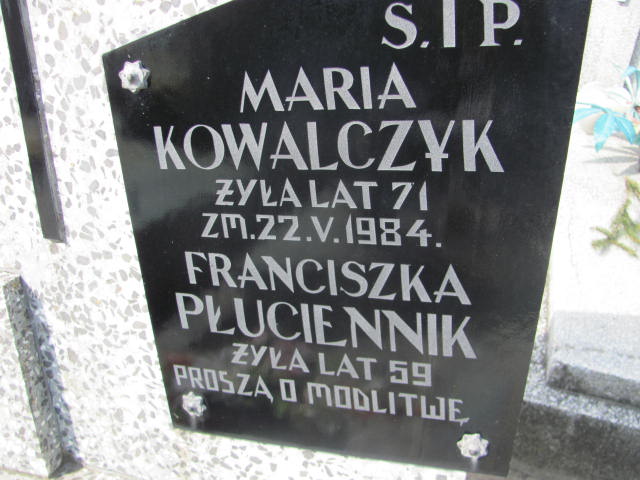 S. † P.
MARIA
KOWALCZYK
ŻYŁA LAT 71
ZM. 22. V. 1984.
FRANCISZKA
PŁUCIENNIK
ŻYŁA LAT 59
PROSZĄ O MODLITWĘ